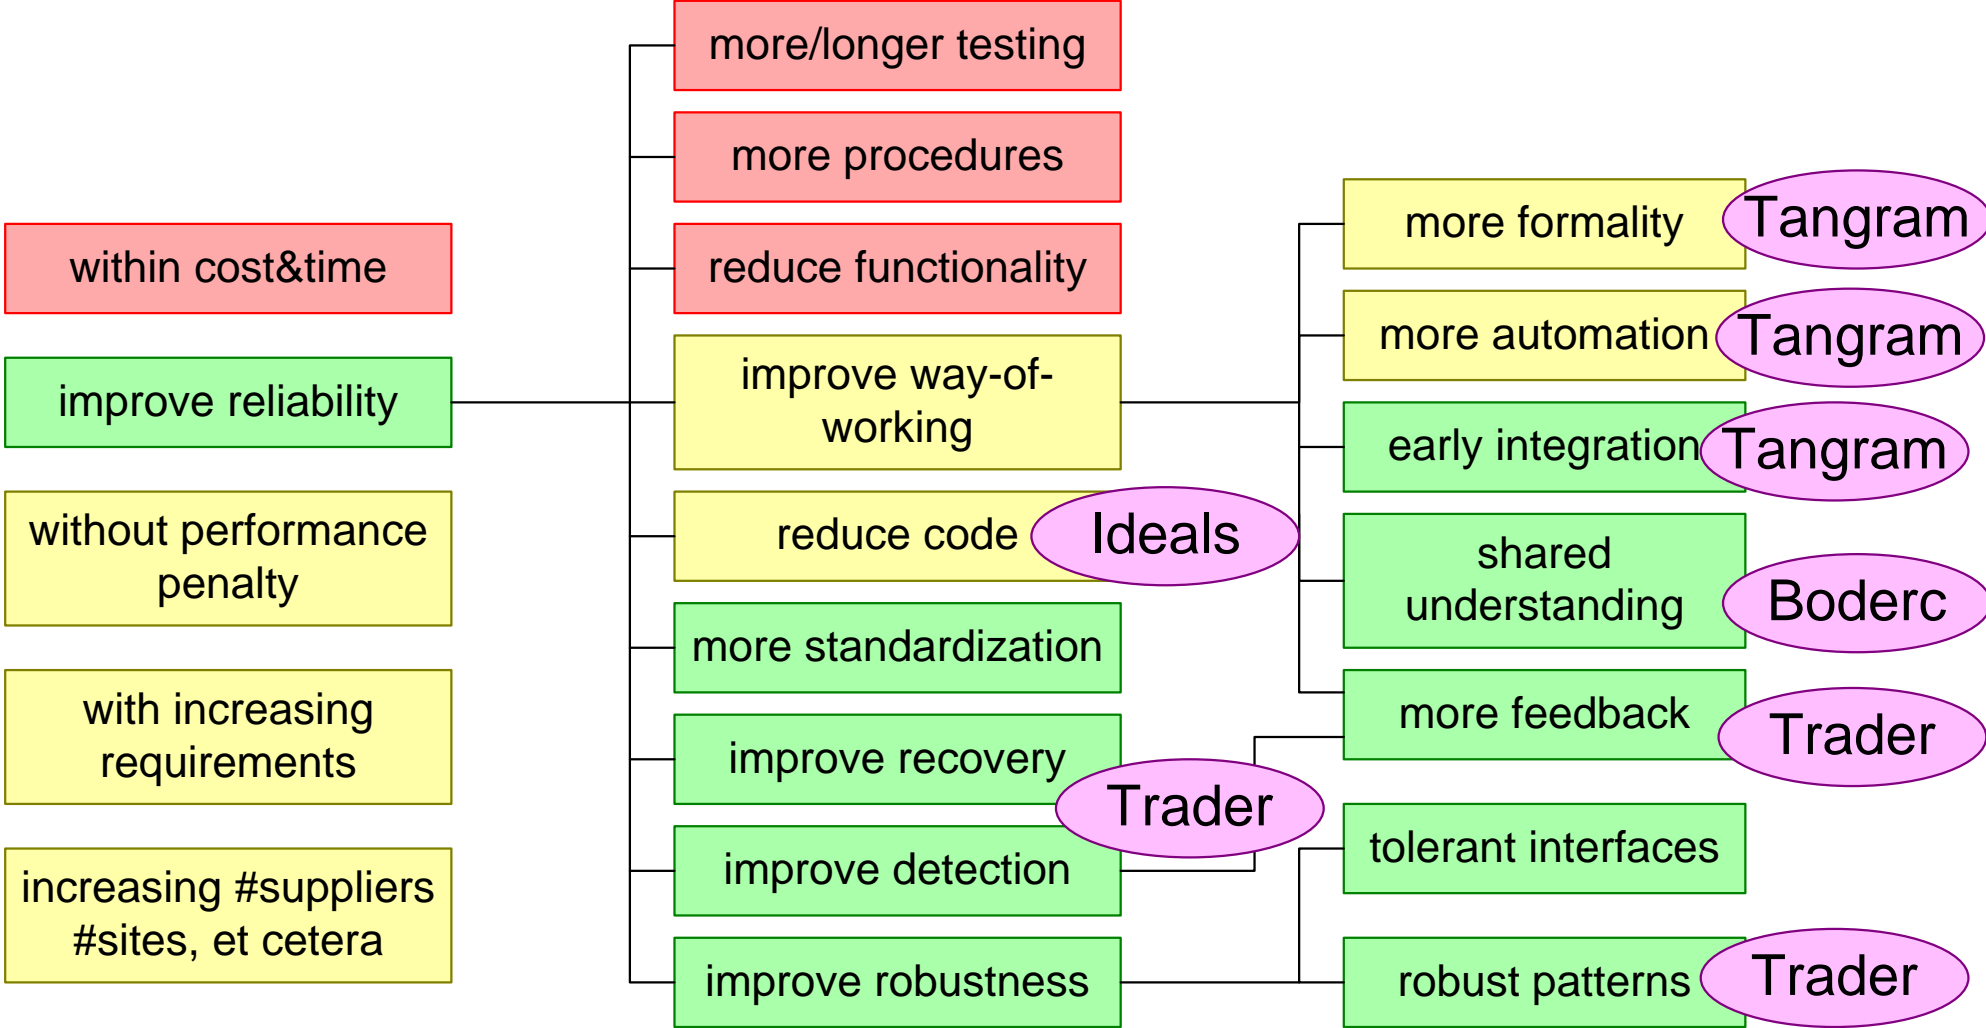 within cost&time
improve reliability
without performance
penalty
with increasing
requirements
increasing #suppliers
#sites, et cetera
more/longer testing
more procedures
reduce functionality
improve way-of-
working
reduce code
Ideals
more standardization
improve recovery
Trader
improve detection
improve robustness
more formality
Tangram
more automation
Tangram
early integration
Tangram
shared
understanding
Boderc
more feedback
Trader
tolerant interfaces
robust patterns
Trader